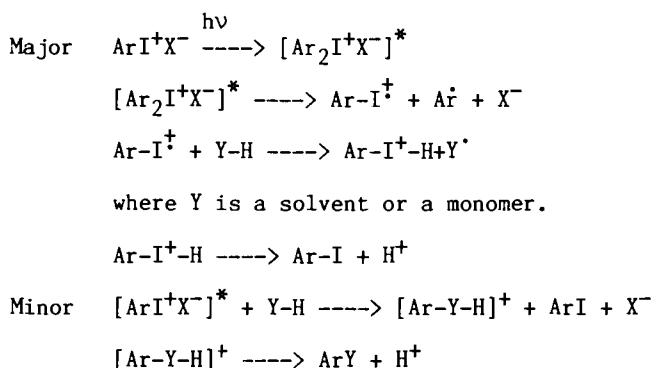 hν
Major ArI⁺X⁻ ----> [Ar₂I⁺X⁻]*
[Ar₂I⁺X⁻]* ----> Ar-I•⁺ + Ar• + X⁻
Ar-I•⁺ + Y-H ----> Ar-I⁺-H+Y•
where Y is a solvent or a monomer.
Ar-I⁺-H ----> Ar-I + H⁺
Minor [ArI⁺X⁻]* + Y-H ----> [Ar-Y-H]⁺ + ArI + X⁻
[Ar-Y-H]⁺ ----> ArY + H⁺